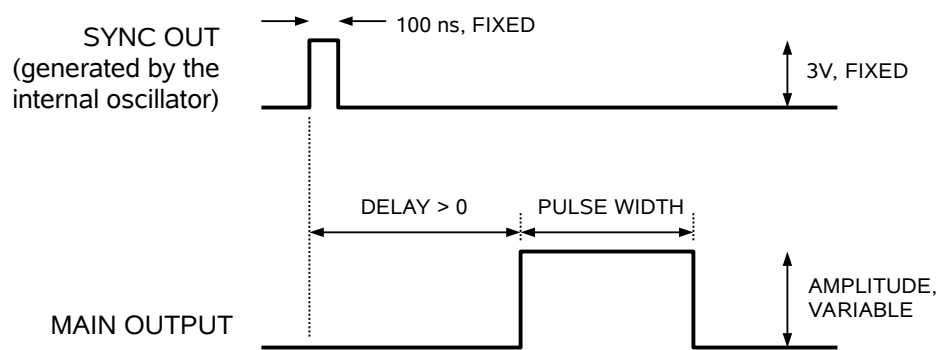 100 ns, FIXED
SYNC OUT
(generated by the
internal oscillator)
3V, FIXED
DELAY > 0
PULSE WIDTH
AMPLITUDE,
VARIABLE
MAIN OUTPUT